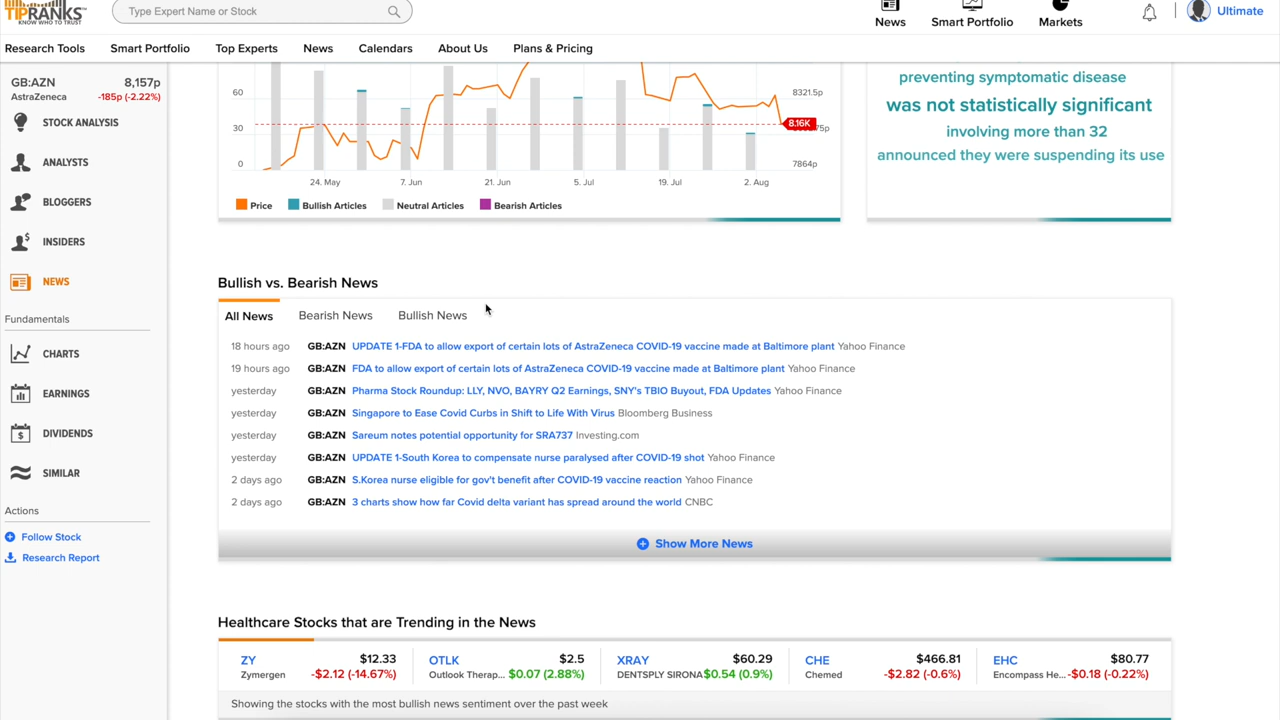 TIPRANKS
KNOW WHO TO TRUST
Type Expert Name or Stock
News
Smart Portfolio
Markets
Ultimate
Research Tools
Smart Portfolio
Top Experts
News
Calendars
About Us
Plans & Pricing
GB:AZN 8,157p
AstraZeneca -185p (-2.22%)
STOCK ANALYSIS
ANALYSTS
BLOGGERS
INSIDERS
NEWS
Fundamentals
CHARTS
EARNINGS
DIVIDENDS
SIMILAR
Actions
Follow Stock
Research Report
60
30
0
8321.5p
8.16K
75p
7864p
24. May
7. Jun
21. Jun
5. Jul
19. Jul
2. Aug
Price
Bullish Articles
Neutral Articles
Bearish Articles
preventing symptomatic disease
was not statistically significant
involving more than 32
announced they were suspending its use
Bullish vs. Bearish News
All News
Bearish News
Bullish News
18 hours ago GB:AZN UPDATE 1-FDA to allow export of certain lots of AstraZeneca COVID-19 vaccine made at Baltimore plant Yahoo Finance
19 hours ago GB:AZN FDA to allow export of certain lots of AstraZeneca COVID-19 vaccine made at Baltimore plant Yahoo Finance
yesterday GB:AZN Pharma Stock Roundup: LLY, NVO, BAYRY Q2 Earnings, SNY's TBIO Buyout, FDA Updates Yahoo Finance
yesterday GB:AZN Singapore to Ease Covid Curbs in Shift to Life With Virus Bloomberg Business
yesterday GB:AZN Sareum notes potential opportunity for SRA737 Investing.com
yesterday GB:AZN UPDATE 1-South Korea to compensate nurse paralysed after COVID-19 shot Yahoo Finance
2 days ago GB:AZN S.Korea nurse eligible for gov't benefit after COVID-19 vaccine reaction Yahoo Finance
2 days ago GB:AZN 3 charts show how far Covid delta variant has spread around the world CNBC
Show More News
Healthcare Stocks that are Trending in the News
ZY $12.33
Zymergen -$2.12 (-14.67%)
OTLK $2.5
Outlook Therap... $0.07 (2.88%)
XRAY $60.29
DENTSPLY SIRONA $0.54 (0.9%)
CHE $466.81
Chemed -$2.82 (-0.6%)
EHC $80.77
Encompass He... -$0.18 (-0.22%)
Showing the stocks with the most bullish news sentiment over the past week